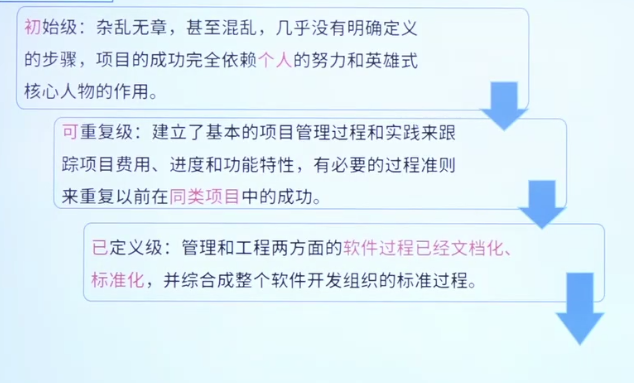 初始级：杂乱无章，甚至混乱，几乎没有明确定义
的步骤，项目的成功完全依赖个人的努力和英雄式
核心人物的作用。
可重复级：建立了基本的项目管理过程和实践来跟
踪项目费用、进度和功能特性，有必要的过程准则
来重复以前在同类项目中的成功。
已定义级：管理和工程两方面的软件过程已经文档化、
标准化，并综合成整个软件开发组织的标准过程。